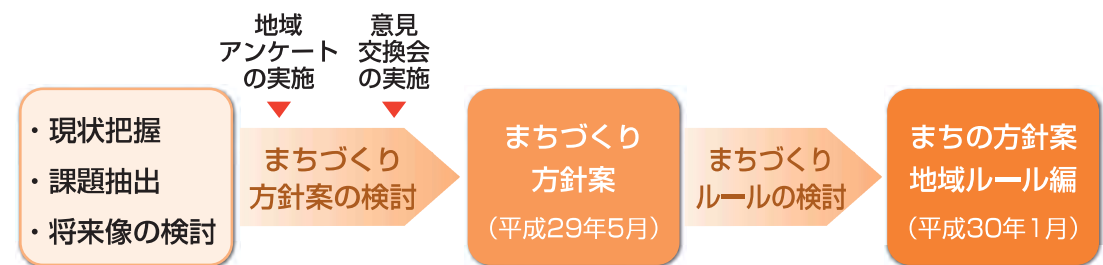 ・現状把握
・課題抽出
・将来像の検討
地域
アンケート
の実施
意見
交換会
の実施
まちづくり
方針案の検討
まちづくり
方針案
（平成29年5月）
まちづくり
ルールの検討
まちの方針案
地域ルール編
（平成30年1月）